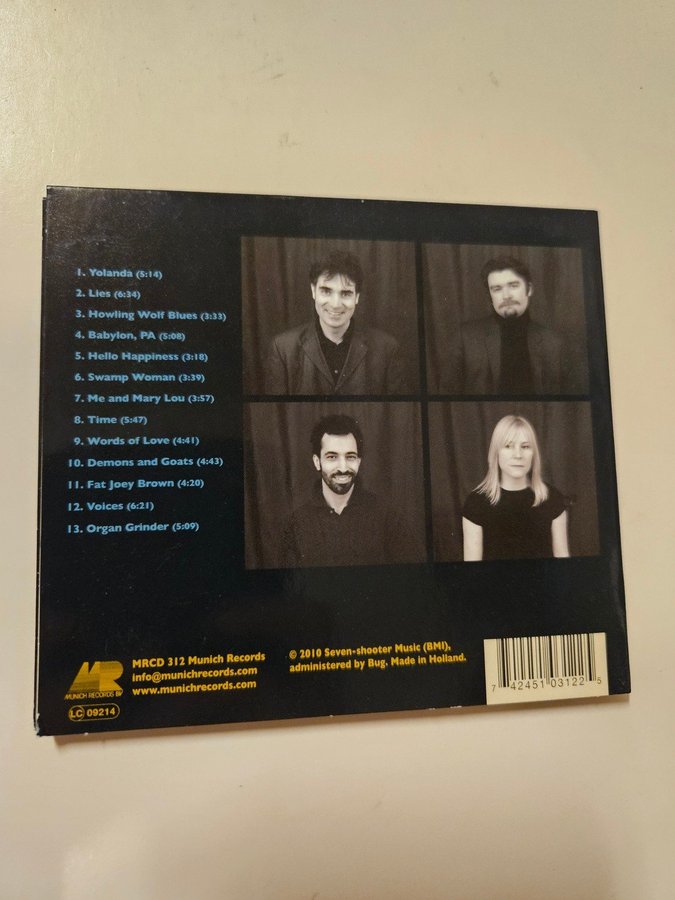 1. Yolanda (5:14)
2. Lies (6:34)
3. Howling Wolf Blues (3:33)
4. Babylon, PA (5:08)
5. Hello Happiness (3:18)
6. Swamp Woman (3:39)
7. Me and Mary Lou (3:57)
8. Time (5:47)
9. Words of Love (4:41)
10. Demons and Goats (4:43)
11. Fat Joey Brown (4:20)
12. Voices (6:21)
13. Organ Grinder (5:09)
MR
MUNICH RECORDS BV
LC 09214
MRCD 312 Munich Records
info@munichrecords.com
www.munichrecords.com
© 2010 Seven-shooter Music (BMI),
administered by Bug. Made in Holland.
7 42451 03122 5